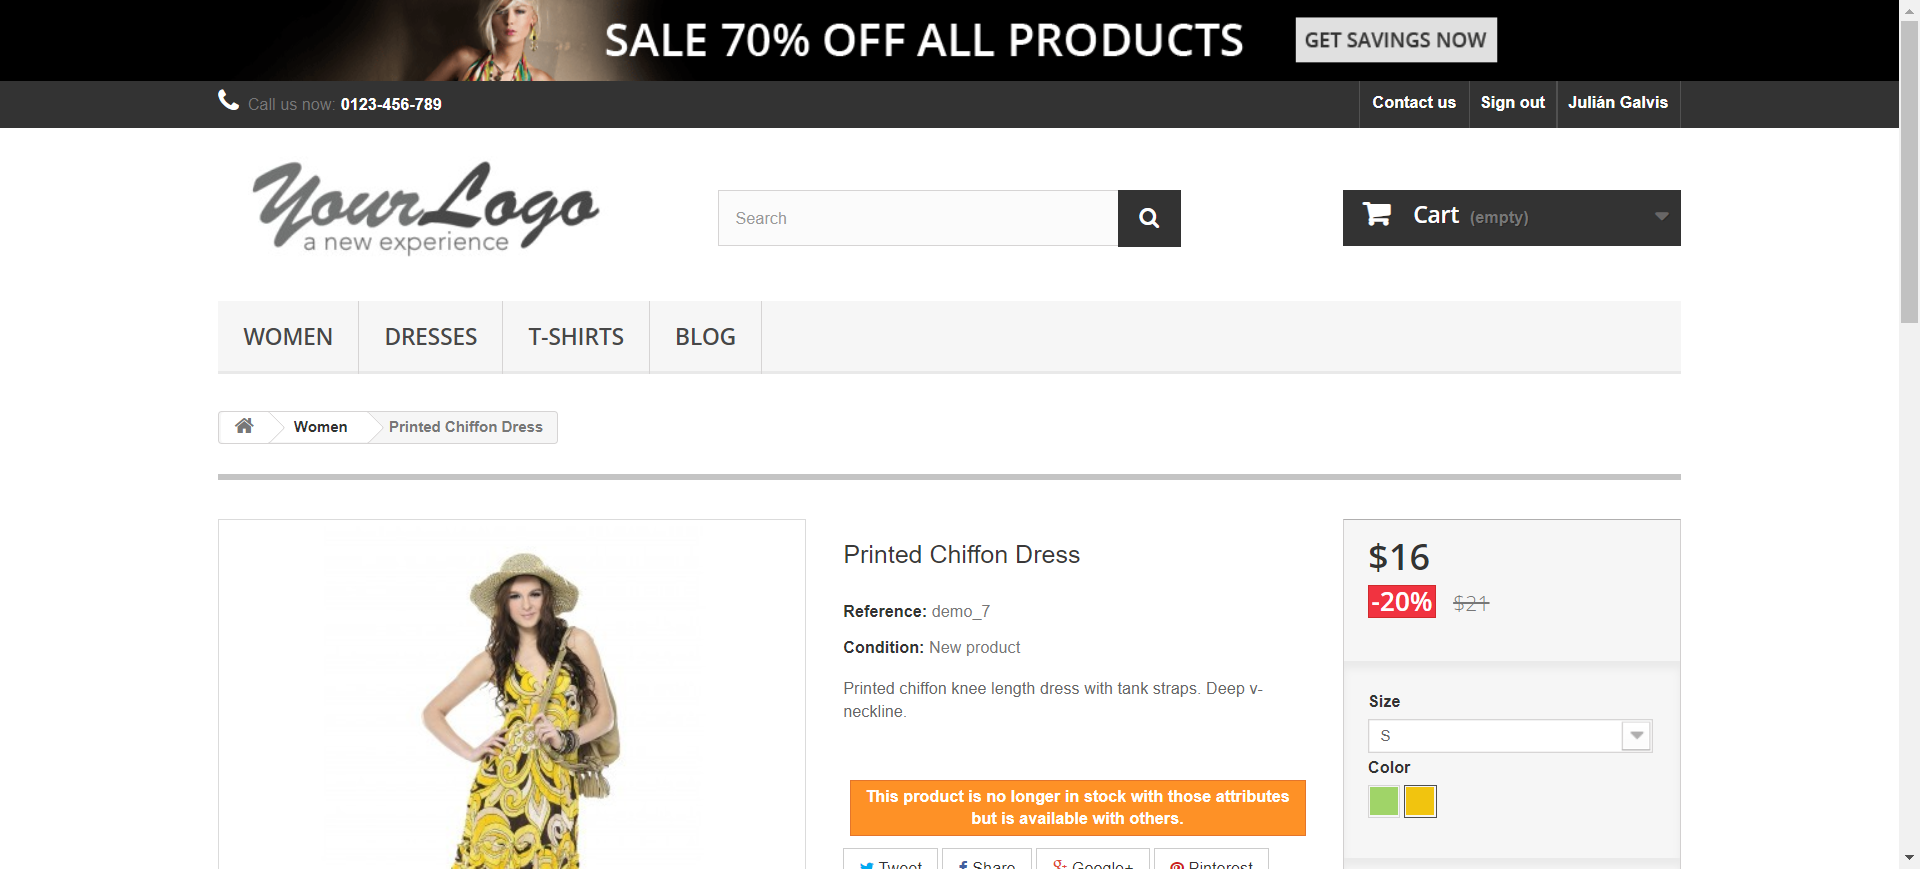 SALE 70% OFF ALL PRODUCTS
GET SAVINGS NOW
Call us now: 0123-456-789
Contact us
Sign out
Julián Galvis
YourLogo
a new experience
Search
Cart (empty)
WOMEN
DRESSES
T-SHIRTS
BLOG
Women
Printed Chiffon Dress
Printed Chiffon Dress
Reference: demo_7
Condition: New product
Printed chiffon knee length dress with tank straps. Deep v-
neckline.
This product is no longer in stock with those attributes
but is available with others.
Tweet
Share
Google+
Pinterest
$16
-20% $21
Size
S
Color